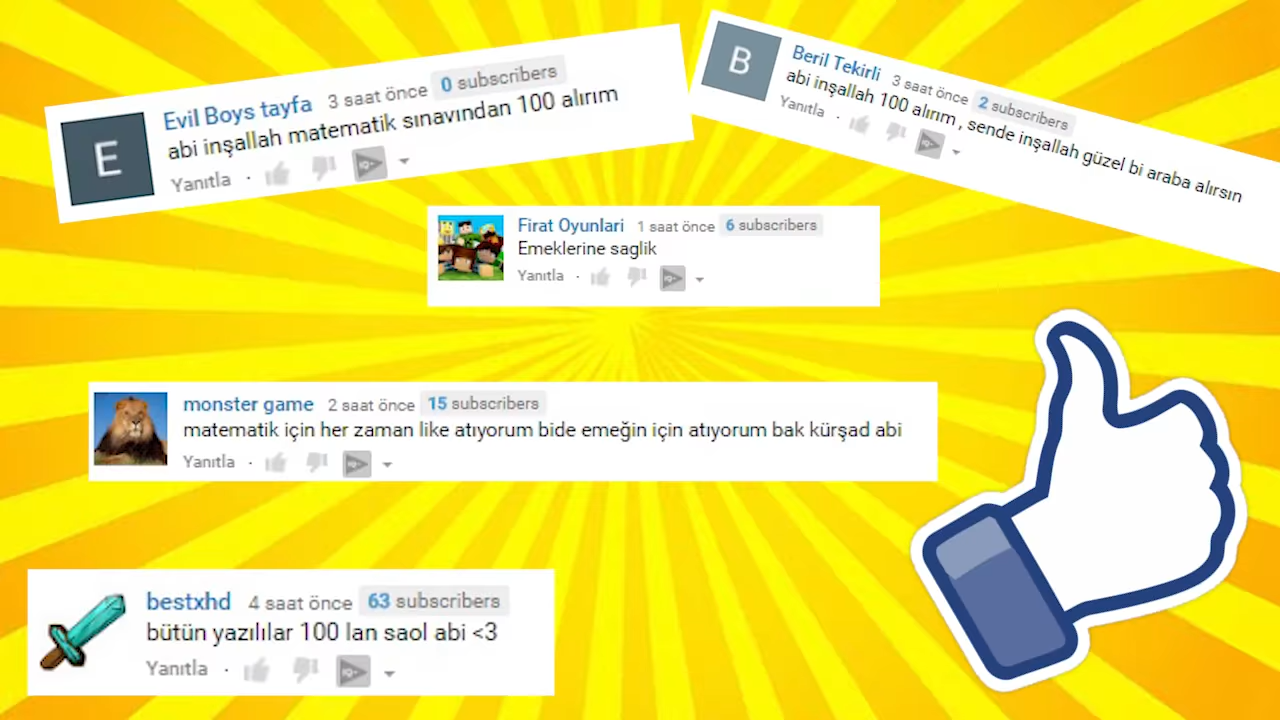 E
Evil Boys tayfa 3 saat önce 0 subscribers
abi inşallah matematik sınavından 100 alırım
Yanıtla
B
Beril Tekirli 3 saat önce 2 subscribers
abi inşallah 100 alırım , sende inşallah güzel bi araba alırsın
Yanıtla
Firat Oyunlari 1 saat önce 6 subscribers
Emeklerine saglik
Yanıtla
monster game 2 saat önce 15 subscribers
matematik için her zaman like atıyorum bide emeğin için atıyorum bak kürşad abi
Yanıtla
bestxhd 4 saat önce 63 subscribers
bütün yazılılar 100 lan saol abi <3
Yanıtla